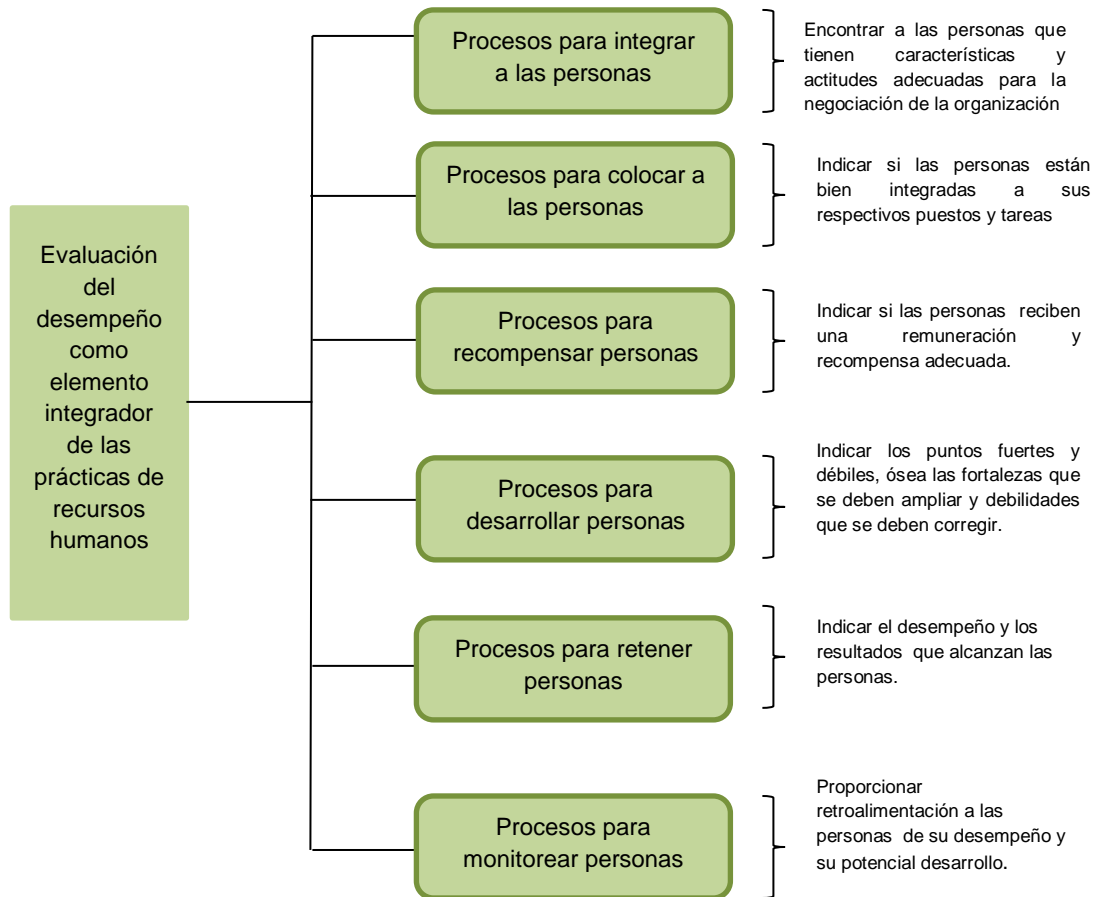 Evaluación
del
desempeño
como
elemento
integrador
de las
prácticas de
recursos
humanos
Procesos para integrar
a las personas
Encontrar a las personas que
tienen características y
actitudes adecuadas para la
negociación de la organización
Procesos para colocar a
las personas
Indicar si las personas están
bien integradas a sus
respectivos puestos y tareas
Procesos para
recompensar personas
Indicar si las personas reciben
una remuneración y
recompensa adecuada.
Procesos para
desarrollar personas
Indicar los puntos fuertes y
débiles, ósea las fortalezas que
se deben ampliar y debilidades
que se deben corregir.
Procesos para retener
personas
Indicar el desempeño y los
resultados que alcanzan las
personas.
Procesos para
monitorear personas
Proporcionar
retroalimentación a las
personas de su desempeño y
su potencial desarrollo.